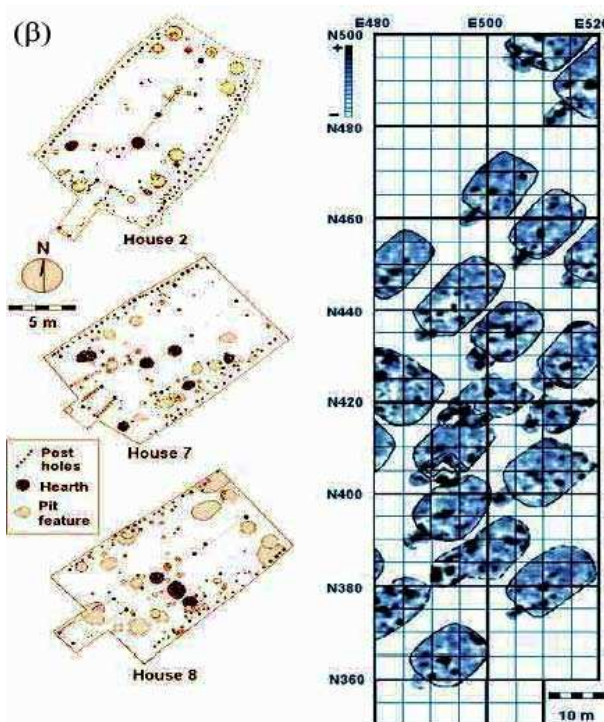 (β)
House 2
N
5 m
House 7
Post holes
Hearth
Pit feature
House 8
E480
E500
E520
N500
+
-
N480
N460
N440
N420
N400
N380
N360
10 m